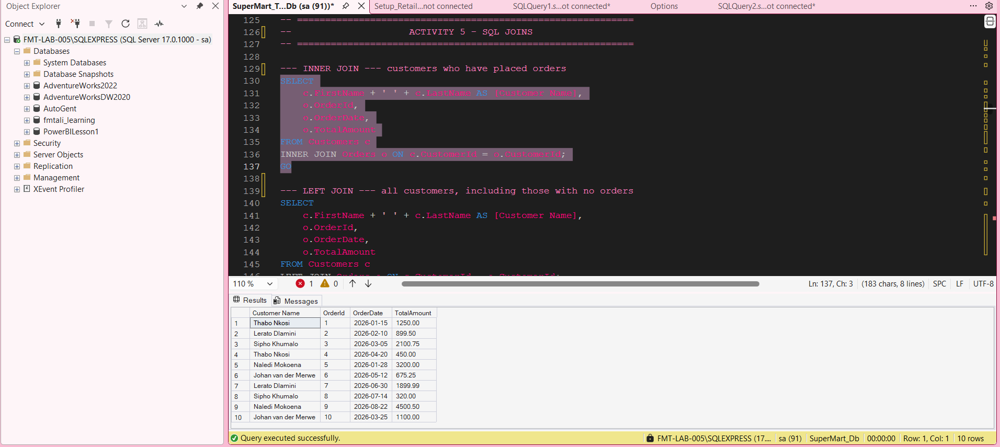 Object Explorer
Connect
FMT-LAB-005\SQLEXPRESS (SQL Server 17.0.1000 - sa)
Databases
System Databases
Database Snapshots
AdventureWorks2022
AdventureWorksDW2020
AutoGent
fmtali_learning
PowerBILesson1
Security
Server Objects
Replication
Management
XEvent Profiler
SuperMart_T...Db (sa (91))*
Setup_Retail...not connected
SQLQuery1.s...ot connected*
Options
SQLQuery2.s...ot connected*
125 -- ============================================================
126 -- ACTIVITY 5 - SQL JOINS
127 -- ============================================================
128
129 --- INNER JOIN --- customers who have placed orders
130 SELECT
131 c.FirstName + ' ' + c.LastName AS [Customer Name],
132 o.OrderId,
133 o.OrderDate,
134 o.TotalAmount
135 FROM Customers c
136 INNER JOIN Orders o ON c.CustomerId = o.CustomerId;
137 GO
138
139 --- LEFT JOIN --- all customers, including those with no orders
140 SELECT
141 c.FirstName + ' ' + c.LastName AS [Customer Name],
142 o.OrderId,
143 o.OrderDate,
144 o.TotalAmount
145 FROM Customers c
146 LEFT JOIN Orders o ON c.CustomerId = o.CustomerId;
110 % 1 0 Ln: 137, Ch: 3 (183 chars, 8 lines) SPC LF UTF-8
Results Messages
Customer Name OrderId OrderDate TotalAmount
1 Thabo Nkosi 1 2026-01-15 1250.00
2 Lerato Dlamini 2 2026-02-10 899.50
3 Sipho Khumalo 3 2026-03-05 2100.75
4 Thabo Nkosi 4 2026-04-20 450.00
5 Naledi Mokoena 5 2026-01-28 3200.00
6 Johan van der Merwe 6 2026-05-12 675.25
7 Lerato Dlamini 7 2026-06-30 1899.99
8 Sipho Khumalo 8 2026-07-14 320.00
9 Naledi Mokoena 9 2026-08-22 4500.50
10 Johan van der Merwe 10 2026-03-25 1100.00
Query executed successfully. FMT-LAB-005\SQLEXPRESS (17.... sa (91) SuperMart_Db 00:00:00 Row: 1, Col: 1 10 rows